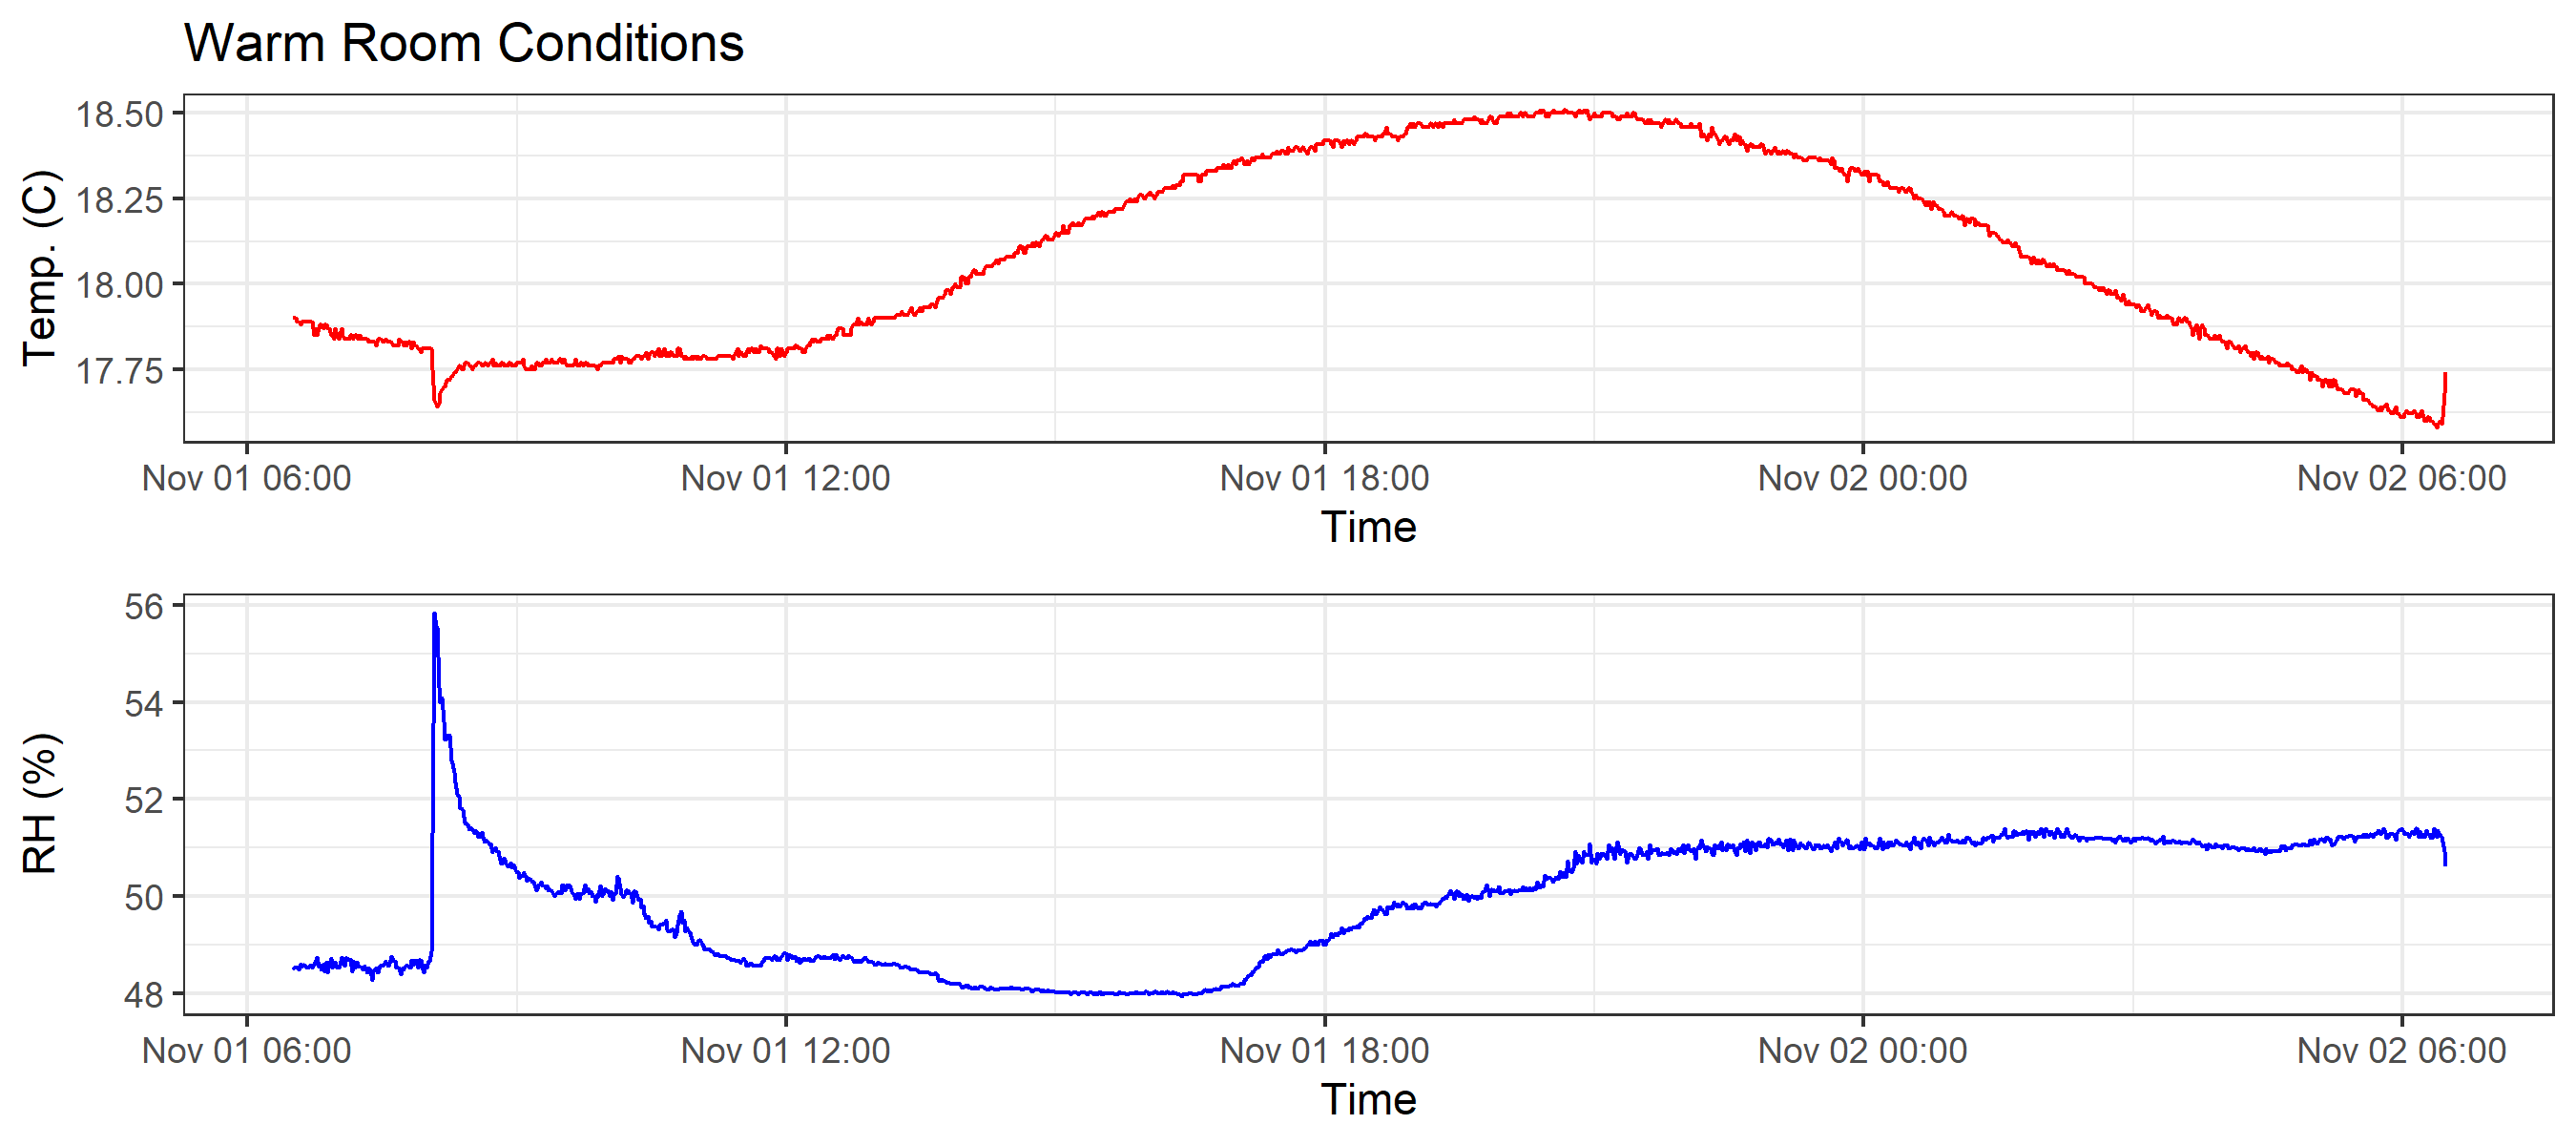 Warm Room Conditions
Temp. (C)
18.50
18.25
18.00
17.75
Nov 01 06:00 Nov 01 12:00 Nov 01 18:00 Nov 02 00:00 Nov 02 06:00
Time
RH (%)
56
54
52
50
48
Nov 01 06:00 Nov 01 12:00 Nov 01 18:00 Nov 02 00:00 Nov 02 06:00
Time